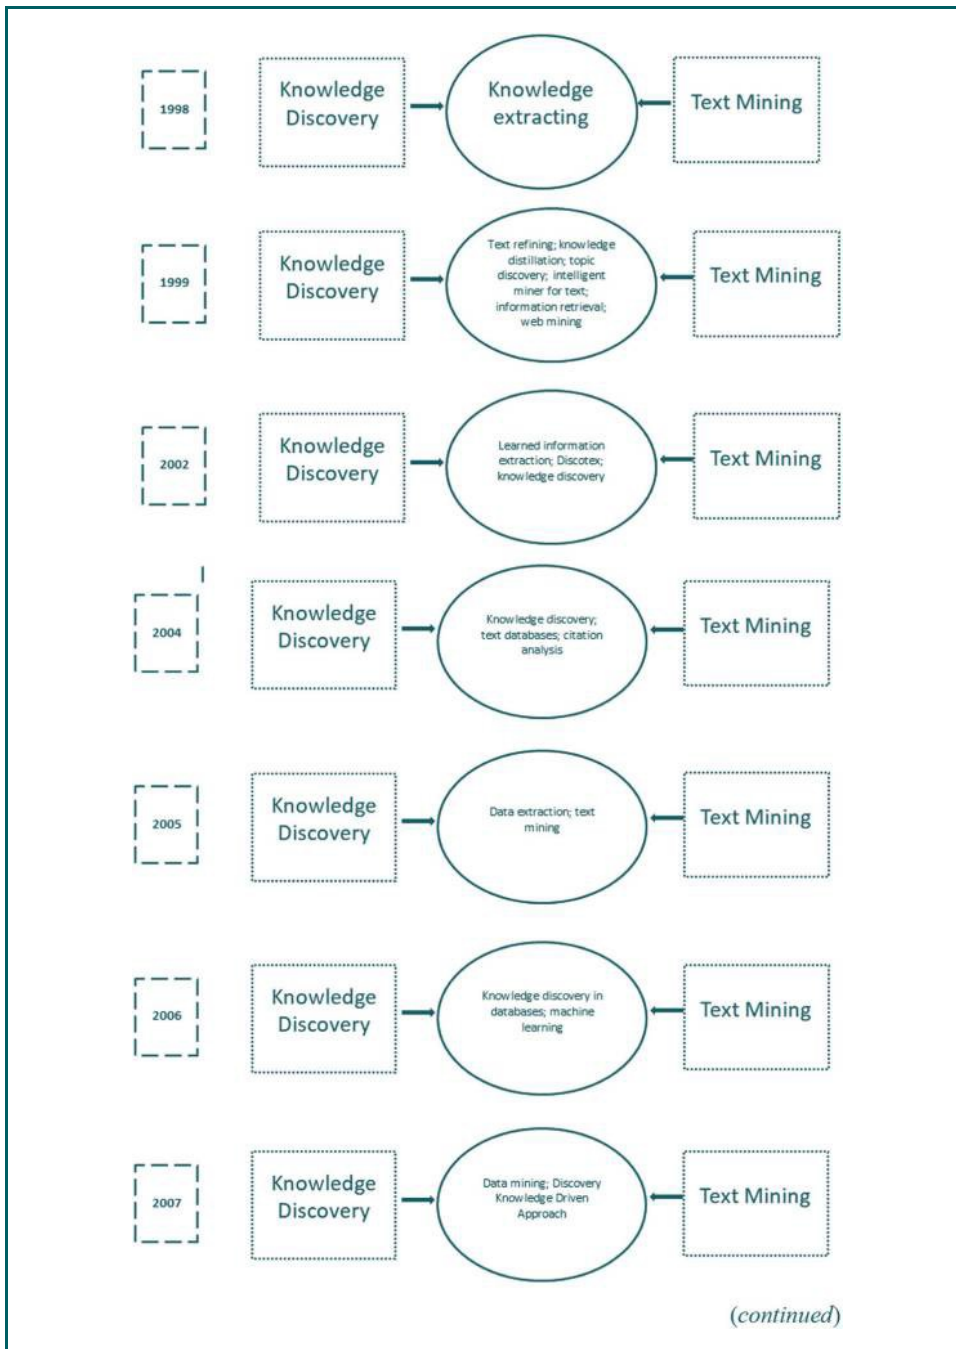 1998
Knowledge
Discovery
Knowledge
extracting
Text Mining
1999
Knowledge
Discovery
Text refining; knowledge
distillation; topic
discovery; intelligent
miner for text;
information retrieval;
web mining
Text Mining
2002
Knowledge
Discovery
Learned information
extraction; Discotex;
knowledge discovery
Text Mining
2004
Knowledge
Discovery
Knowledge discovery;
text databases; citation
analysis
Text Mining
2005
Knowledge
Discovery
Data extraction; text
mining
Text Mining
2006
Knowledge
Discovery
Knowledge discovery in
databases; machine
learning
Text Mining
2007
Knowledge
Discovery
Data mining; Discovery
Knowledge Driven
Approach
Text Mining
(continued)